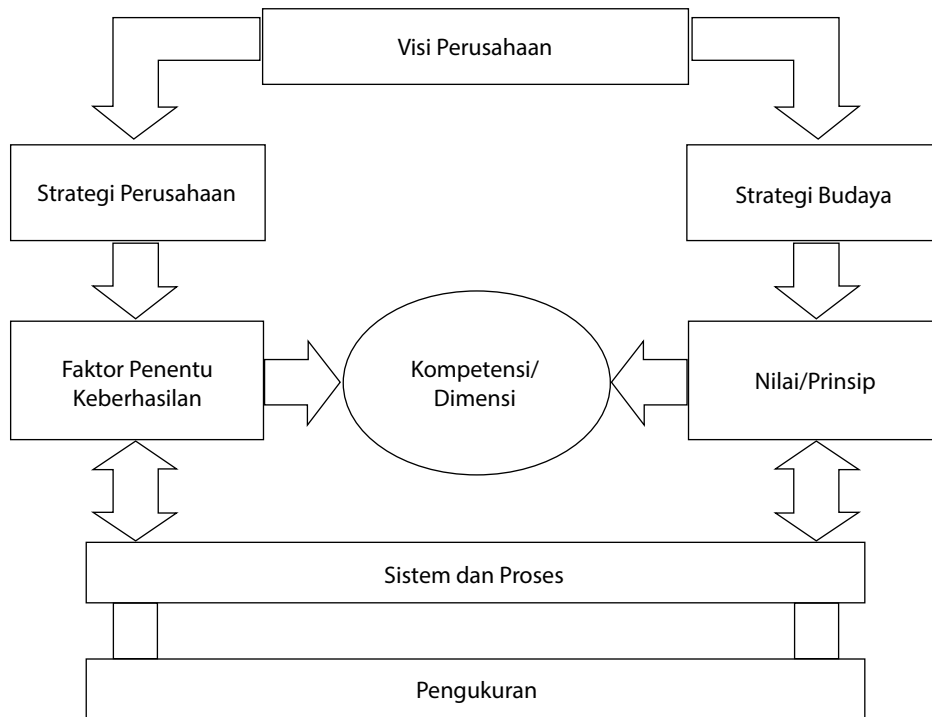 Visi Perusahaan
Strategi Perusahaan
Strategi Budaya
Faktor Penentu
Keberhasilan
Kompetensi/
Dimensi
Nilai/Prinsip
Sistem dan Proses
Pengukuran